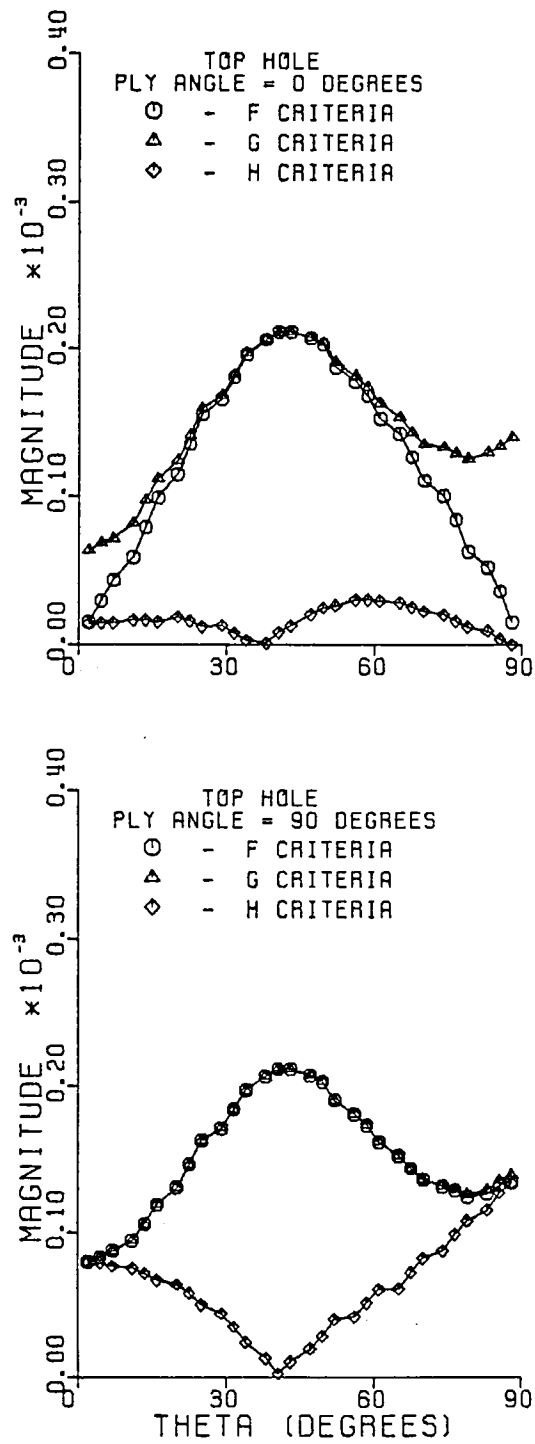 0.40
TOP HOLE
PLY ANGLE = 0 DEGREES
- F CRITERIA
- G CRITERIA
- H CRITERIA
0.30
MAGNITUDE *10⁻³
0.20
0.10
0.00
0 30 60 90
0.40
TOP HOLE
PLY ANGLE = 90 DEGREES
- F CRITERIA
- G CRITERIA
- H CRITERIA
0.30
MAGNITUDE *10⁻³
0.20
0.10
0.00
0 30 60 90
THETA (DEGREES)